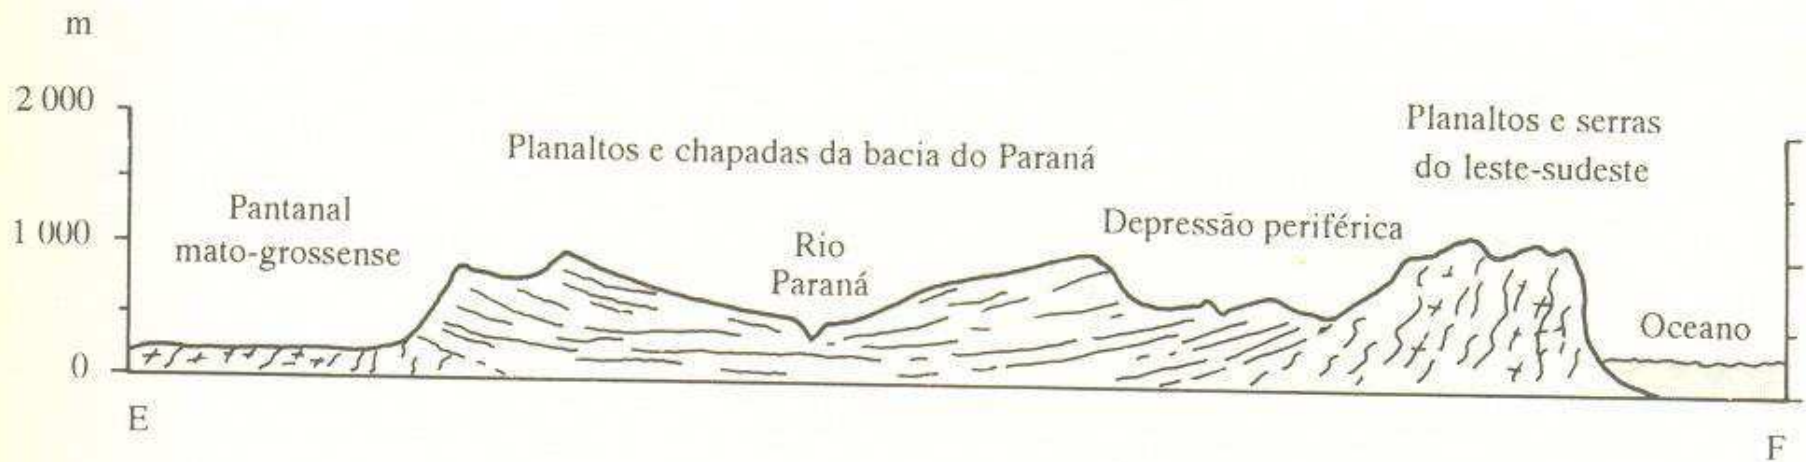 m
2 000
1 000
0
Pantanal
mato-grossense
Planaltos e chapadas da bacia do Paraná
Rio
Paraná
Depressão periférica
Planaltos e serras
do leste-sudeste
Oceano
E
F